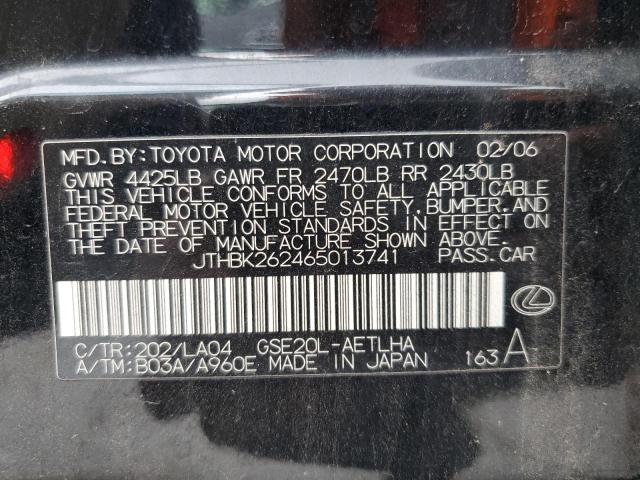 MFD. BY: TOYOTA MOTOR CORPORATION 02/06
GVWR 4425LB GAWR FR 2470LB RR 2430LB
THIS VEHICLE CONFORMS TO ALL APPLICABLE
FEDERAL MOTOR VEHICLE SAFETY, BUMPER, AND
THEFT PREVENTION STANDARDS IN EFFECT ON
THE DATE OF MANUFACTURE SHOWN ABOVE.
JTHBK262465013741 PASS. CAR
C/TR: 202/LA04 GSE20L-AETLHA
A/TM: B03A/A960E MADE IN JAPAN 163 A